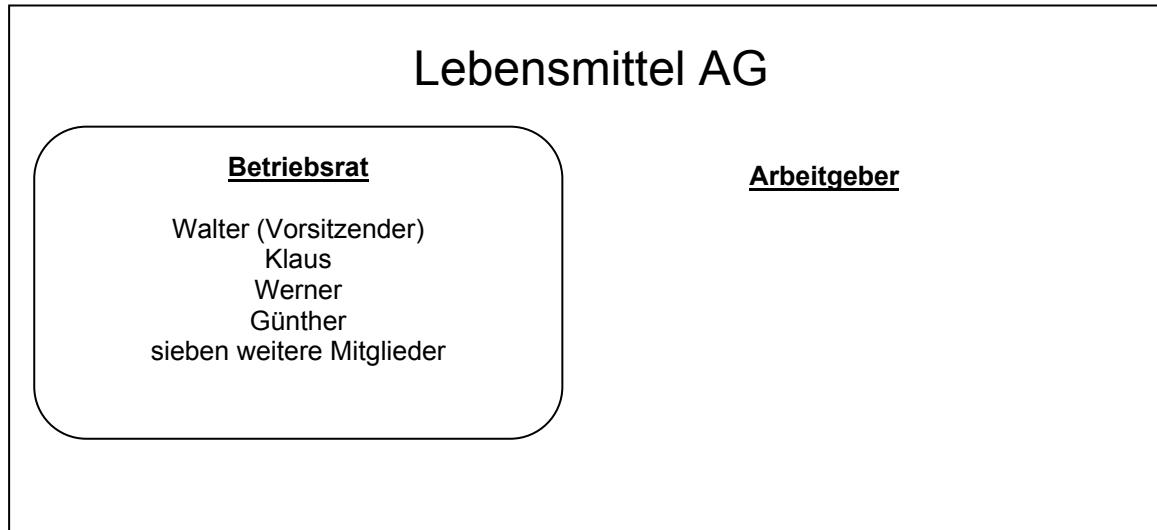 Lebensmittel AG
Betriebsrat
Walter (Vorsitzender)
Klaus
Werner
Günther
sieben weitere Mitglieder
Arbeitgeber